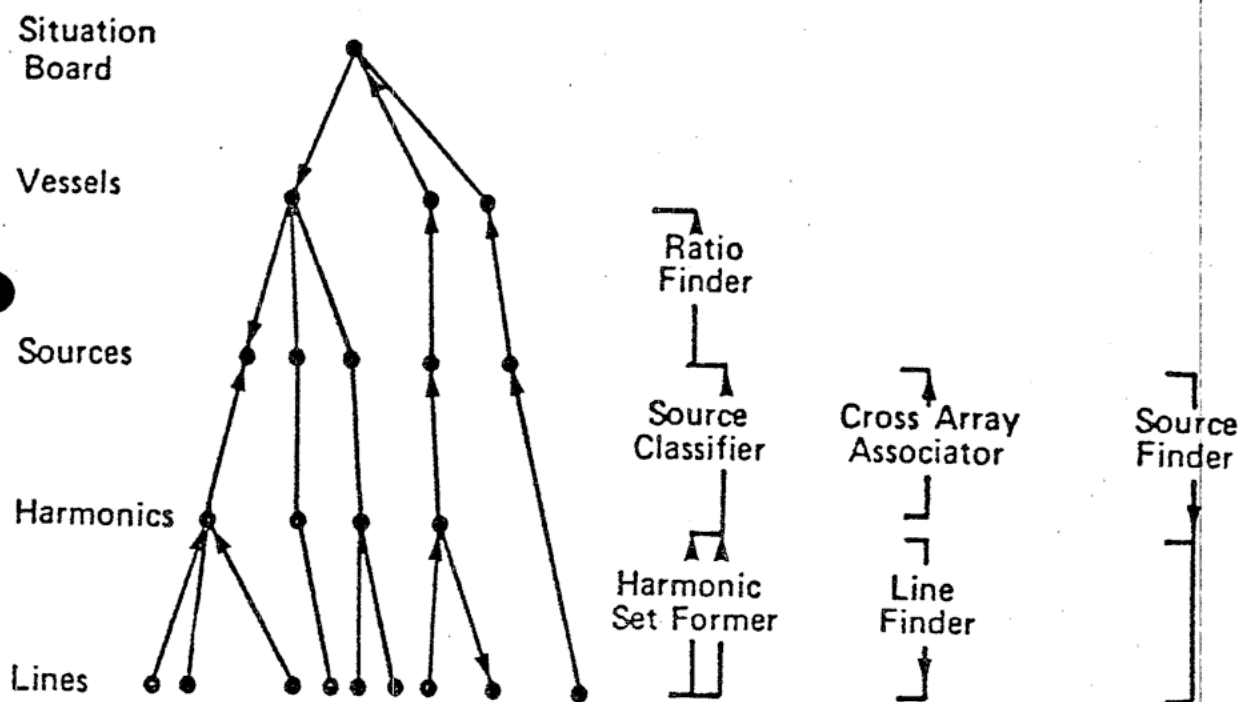 Situation
Board
Vessels
Ratio
Finder
Sources
Source
Classifier
Cross Array
Associator
Source
Finder
Harmonics
Harmonic
Set Former
Line
Finder
Lines